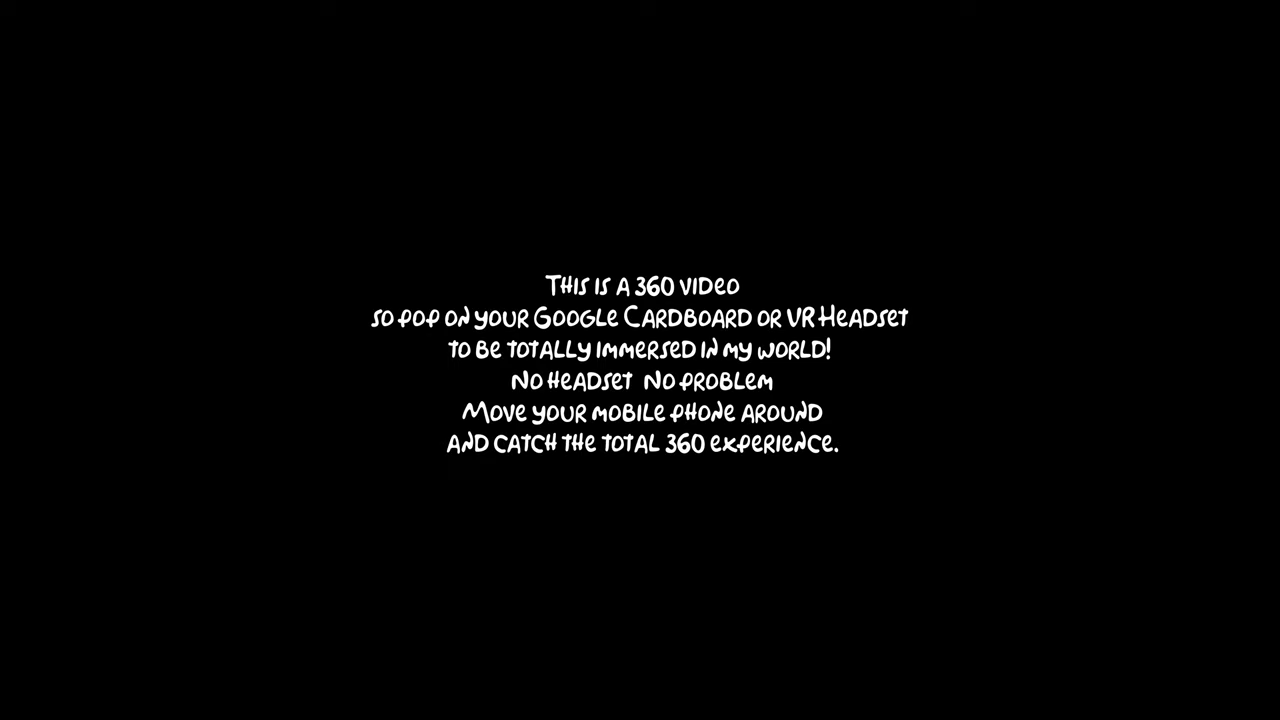 This is a 360 video
so pop on your Google Cardboard or VR Headset
to be totally immersed in my world!
No headset No problem
Move your mobile phone around
and catch the total 360 experience.